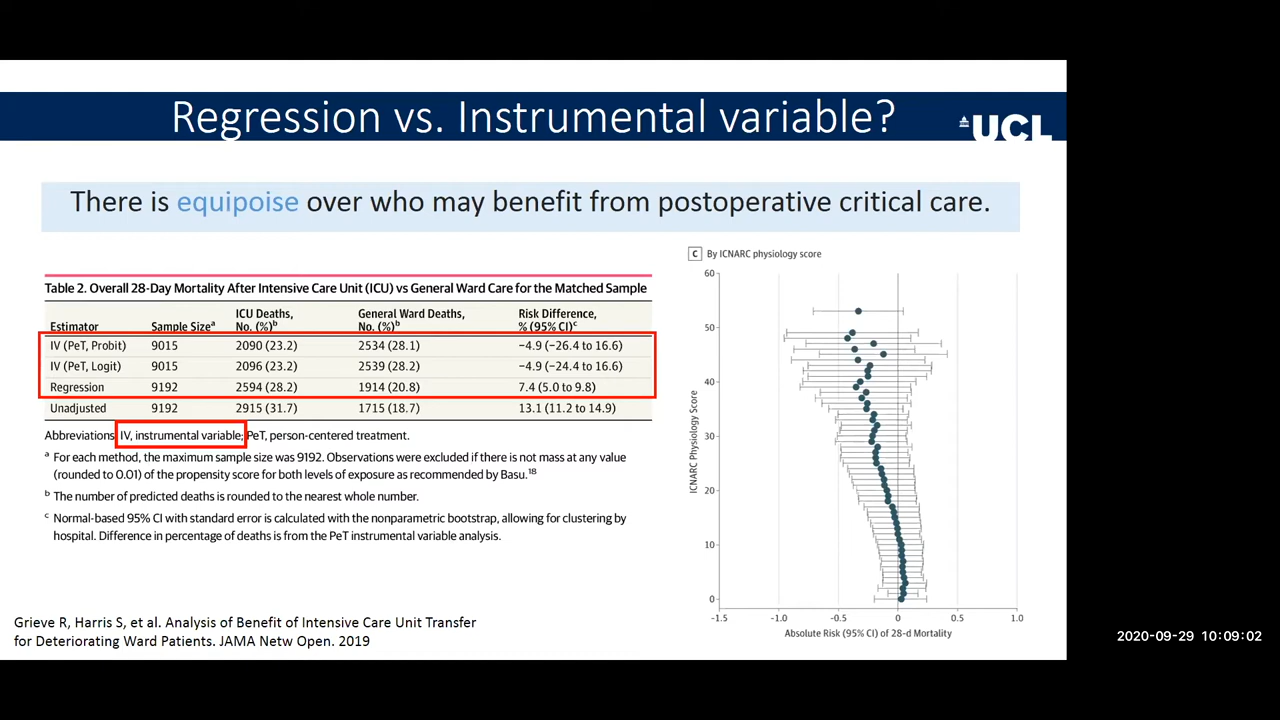 Regression vs. Instrumental variable?
UCL
There is equipoise over who may benefit from postoperative critical care.
Table 2. Overall 28-Day Mortality After Intensive Care Unit (ICU) vs General Ward Care for the Matched Sample
Estimator Sample Sizeᵃ ICU Deaths, No. (%)ᵇ General Ward Deaths, No. (%)ᵇ Risk Difference, % (95% CI)ᶜ
IV (PeT, Probit) 9015 2090 (23.2) 2534 (28.1) −4.9 (−26.4 to 16.6)
IV (PeT, Logit) 9015 2096 (23.2) 2539 (28.2) −4.9 (−24.4 to 16.6)
Regression 9192 2594 (28.2) 1914 (20.8) 7.4 (5.0 to 9.8)
Unadjusted 9192 2915 (31.7) 1715 (18.7) 13.1 (11.2 to 14.9)
Abbreviations: IV, instrumental variable; PeT, person-centered treatment.
ᵃ For each method, the maximum sample size was 9192. Observations were excluded if there is not mass at any value
(rounded to 0.01) of the propensity score for both levels of exposure as recommended by Basu.¹⁸
ᵇ The number of predicted deaths is rounded to the nearest whole number.
ᶜ Normal-based 95% CI with standard error is calculated with the nonparametric bootstrap, allowing for clustering by
hospital. Difference in percentage of deaths is from the PeT instrumental variable analysis.
C By ICNARC physiology score
60
50
40
30
20
10
0
ICNARC Physiology Score
-1.5 -1.0 -0.5 0 0.5 1.0
Absolute Risk (95% CI) of 28-d Mortality
Grieve R, Harris S, et al. Analysis of Benefit of Intensive Care Unit Transfer
for Deteriorating Ward Patients. JAMA Netw Open. 2019
2020-09-29 10:09:02